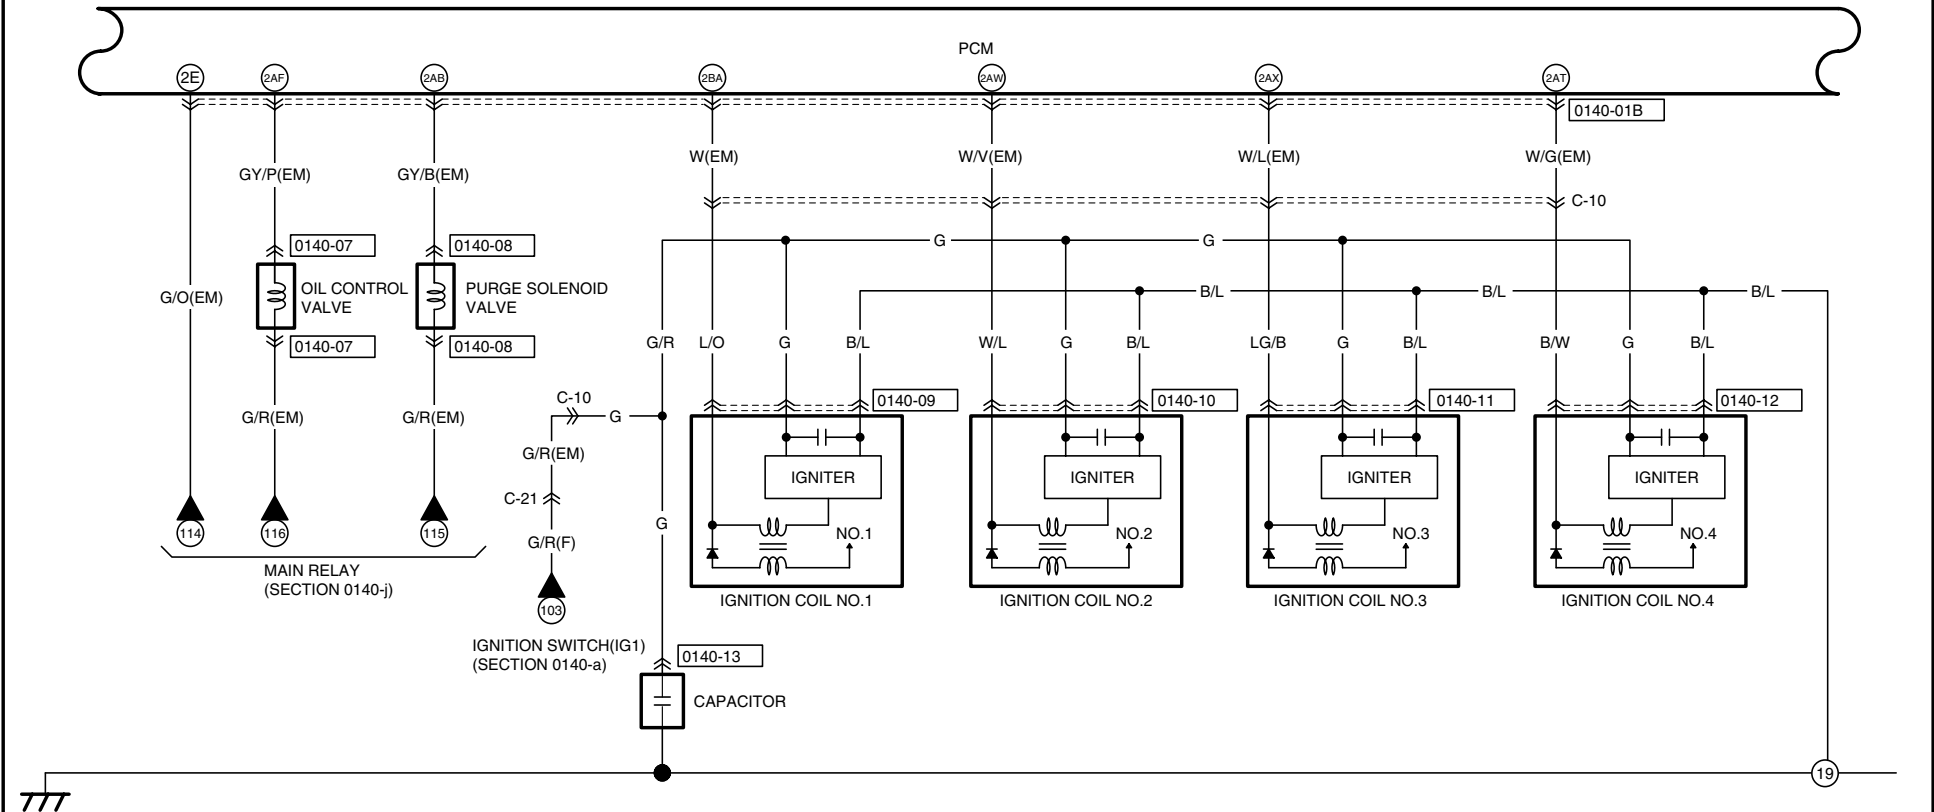 PCM
2E 2AF 2AB 2BA 2AW 2AX 2AT
0140-01B
W(EM) W/V(EM) W/L(EM) W/G(EM)
GY/P(EM) GY/B(EM)
C-10
0140-07 0140-08
G G
OIL CONTROL
VALVE
PURGE SOLENOID
VALVE
G/O(EM)
B/L B/L B/L
0140-07 0140-08
G/R L/O G B/L W/L G B/L LG/B G B/L B/W G B/L
C-10
G
0140-09 0140-10 0140-11 0140-12
G/R(EM) G/R(EM)
G/R(EM)
IGNITER IGNITER IGNITER IGNITER
C-21
G
114 116 115
NO.1 NO.2 NO.3 NO.4
G/R(F)
MAIN RELAY
(SECTION 0140-j)
103
IGNITION COIL NO.1 IGNITION COIL NO.2 IGNITION COIL NO.3 IGNITION COIL NO.4
IGNITION SWITCH(IG1)
(SECTION 0140-a)
0140-13
CAPACITOR
19